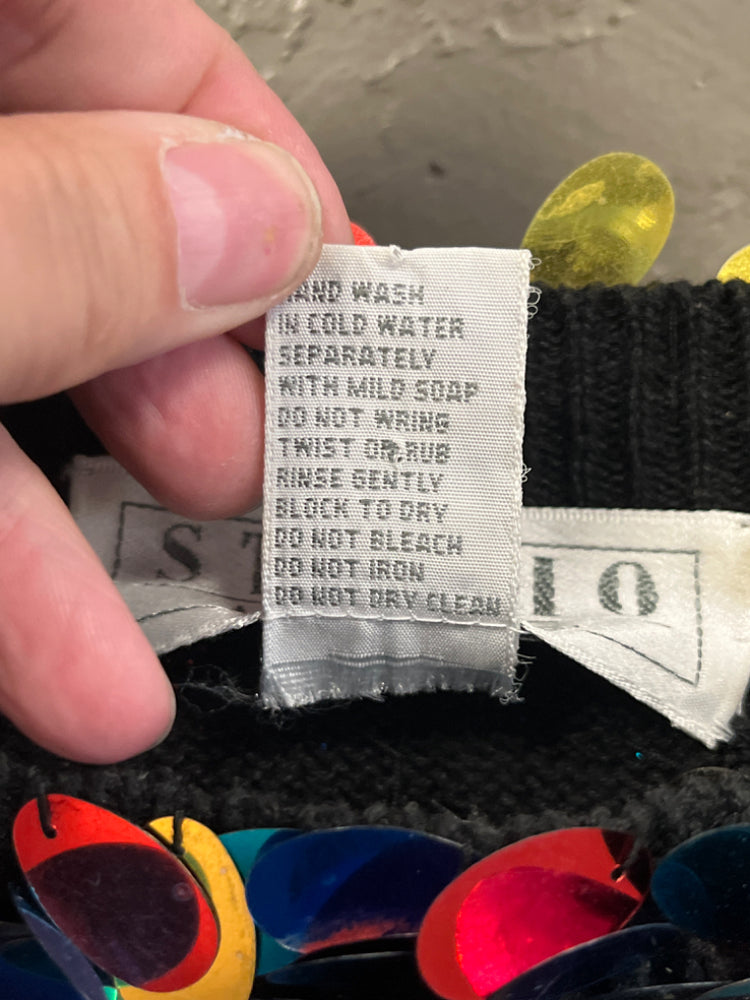 HAND WASH
IN COLD WATER
SEPARATELY
WITH MILD SOAP
DO NOT WRING
TWIST OR RUB
RINSE GENTLY
BLOCK TO DRY
DO NOT BLEACH
DO NOT IRON
DO NOT DRY CLEAN